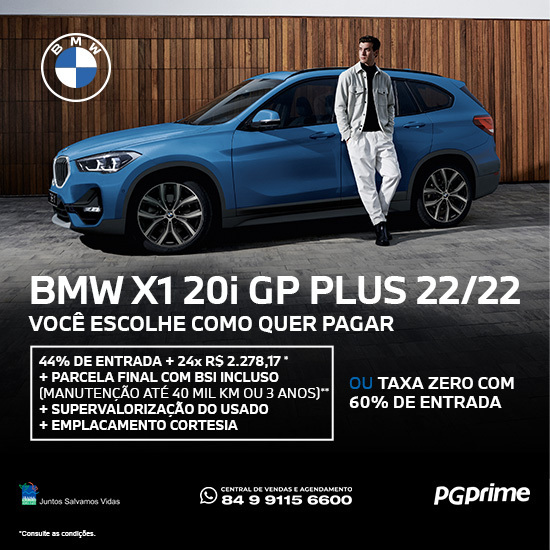 BMW
BMW X1 20i GP PLUS 22/22
VOCÊ ESCOLHE COMO QUER PAGAR
44% DE ENTRADA + 24x R$ 2.278,17 *
+ PARCELA FINAL COM BSI INCLUSO
(MANUTENÇÃO ATÉ 40 MIL KM OU 3 ANOS)**
+ SUPERVALORIZAÇÃO DO USADO
+ EMPLACAMENTO CORTESIA
OU TAXA ZERO COM
60% DE ENTRADA
Juntos Salvamos Vidas
CENTRAL DE VENDAS E AGENDAMENTO
84 9 9115 6600
PGPrime
*Consulte as condições.